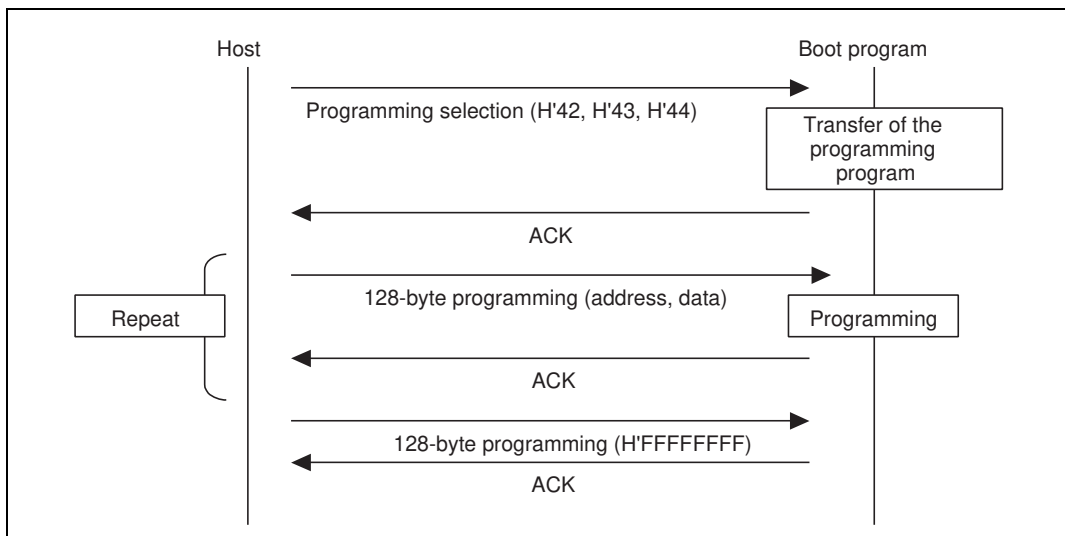 Host
Boot program
Programming selection (H'42, H'43, H'44)
Transfer of the
programming
program
ACK
128-byte programming (address, data)
Repeat
Programming
ACK
128-byte programming (H'FFFFFFFF)
ACK